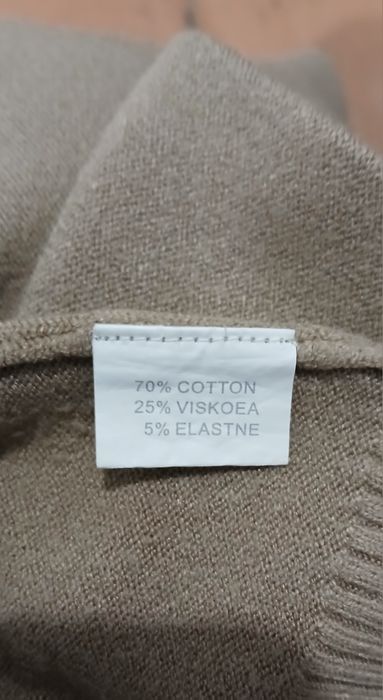 70% COTTON
25% VISKOEA
5% ELASTNE